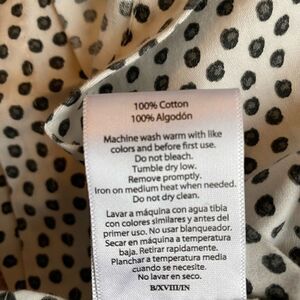 100% Cotton
100% Algodón
Machine wash warm with like
colors and before first use.
Do not bleach.
Tumble dry low.
Remove promptly.
Iron on medium heat when needed.
Do not dry clean.
Lavar a máquina con agua tibia
con colores similares y antes del
primer uso. No usar blanqueador.
Secar en máquina a temperatura
baja. Retirar rapidamente.
Planchar a temperatura media
cuando se necesite.
No lavar en seco.
B/XVIII/IN